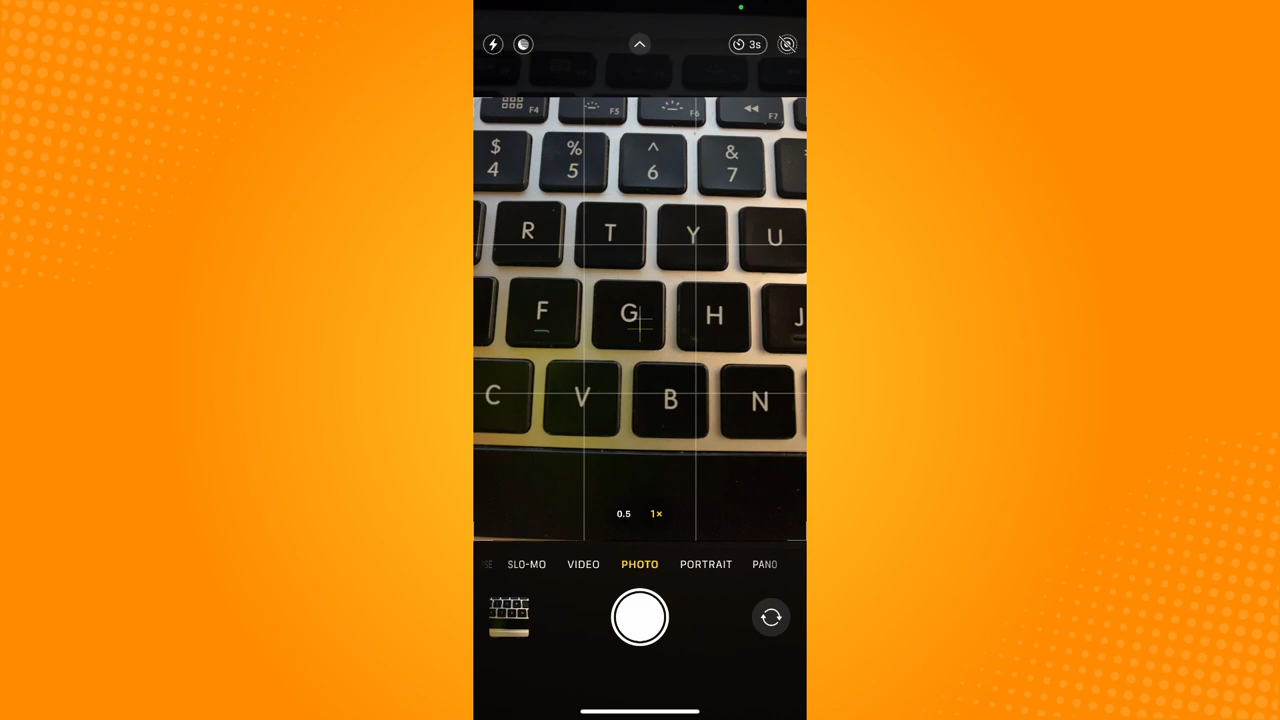 3s
F4 F5 F6 F7
$ % ^ &
4 5 6 7
R T Y U
F G H J
C V B N
0.5 1×
SLO-MO VIDEO PHOTO PORTRAIT PANO